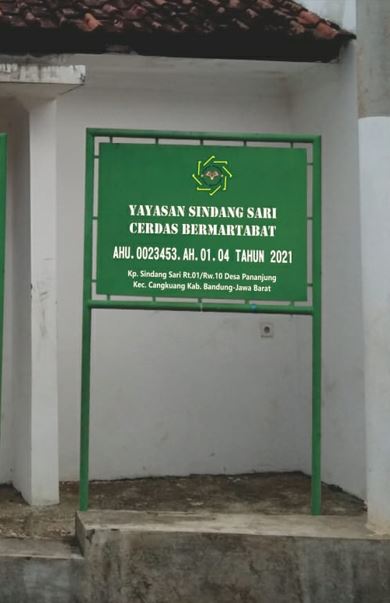 YAYASAN SINDANG SARI
CERDAS BERMARTABAT
AHU. 0023453. AH. 01. 04 TAHUN 2021
Kp. Sindang Sari Rt.01/Rw.10 Desa Pananjung
Kec. Cangkuang Kab. Bandung-Jawa Barat